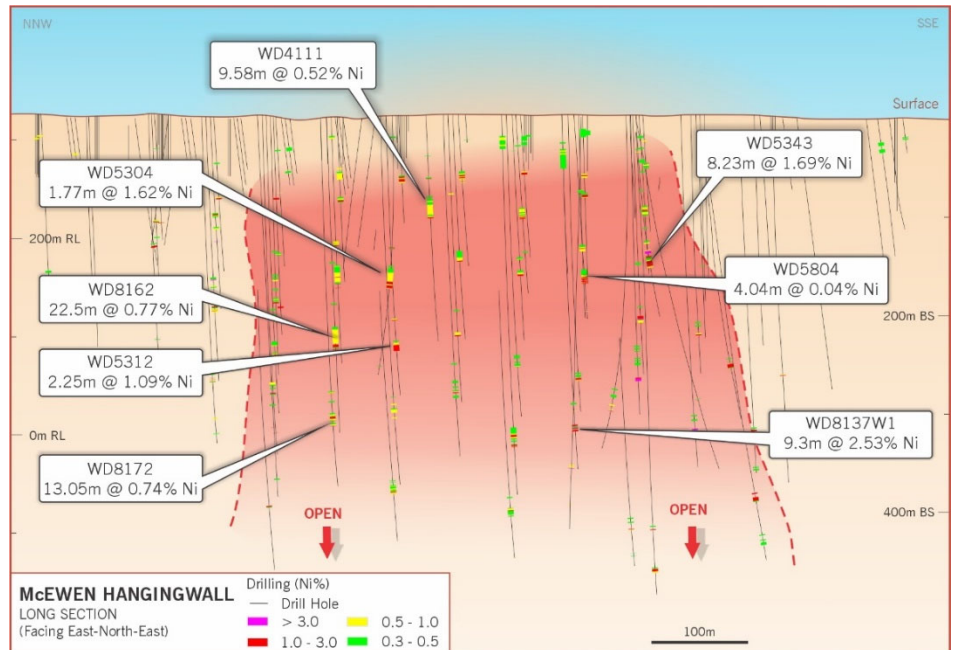 NNW
SSE
WD4111
9.58m @ 0.52% Ni
Surface
WD5304
1.77m @ 1.62% Ni
WD5343
8.23m @ 1.69% Ni
200m RL
WD8162
22.5m @ 0.77% Ni
WD5804
4.04m @ 0.04% Ni
200m BS
WD5312
2.25m @ 1.09% Ni
0m RL
WD8137W1
9.3m @ 2.53% Ni
WD8172
13.05m @ 0.74% Ni
OPEN
OPEN
400m BS
McEWEN HANGINGWALL
LONG SECTION
(Facing East-North-East)
Drilling (Ni%)
Drill Hole
> 3.0
0.5 - 1.0
1.0 - 3.0
0.3 - 0.5
100m